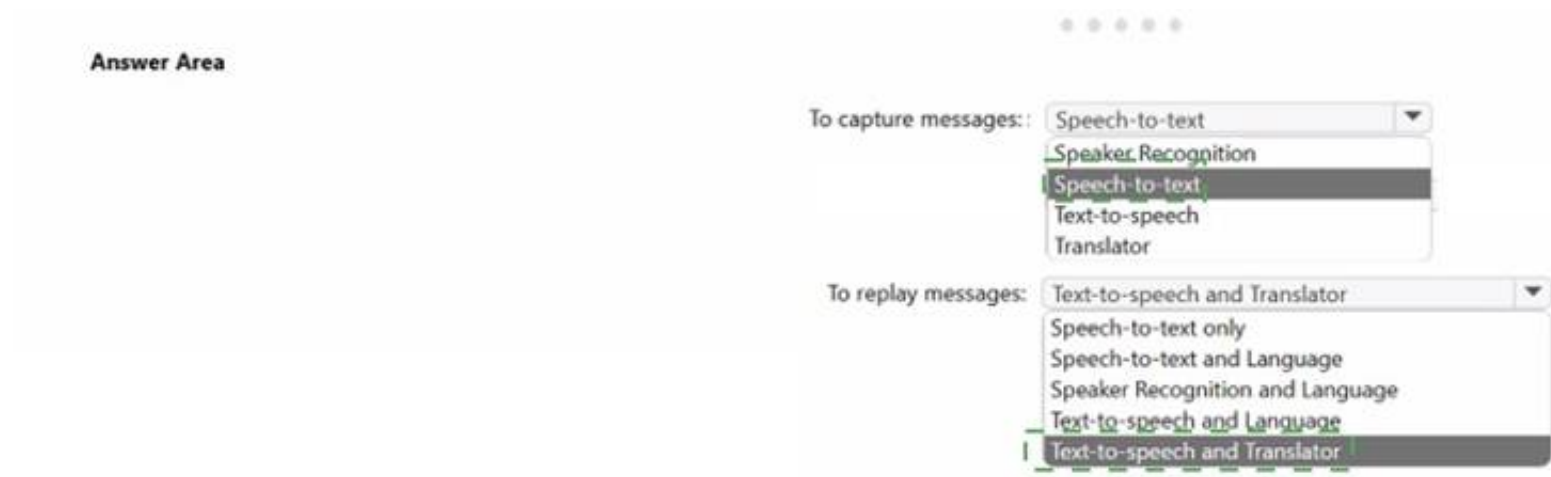 Answer Area
To capture messages: : Speech-to-text
Speaker Recognition
Speech-to-text
Text-to-speech
Translator
To replay messages: Text-to-speech and Translator
Speech-to-text only
Speech-to-text and Language
Speaker Recognition and Language
Text-to-speech and Language
Text-to-speech and Translator